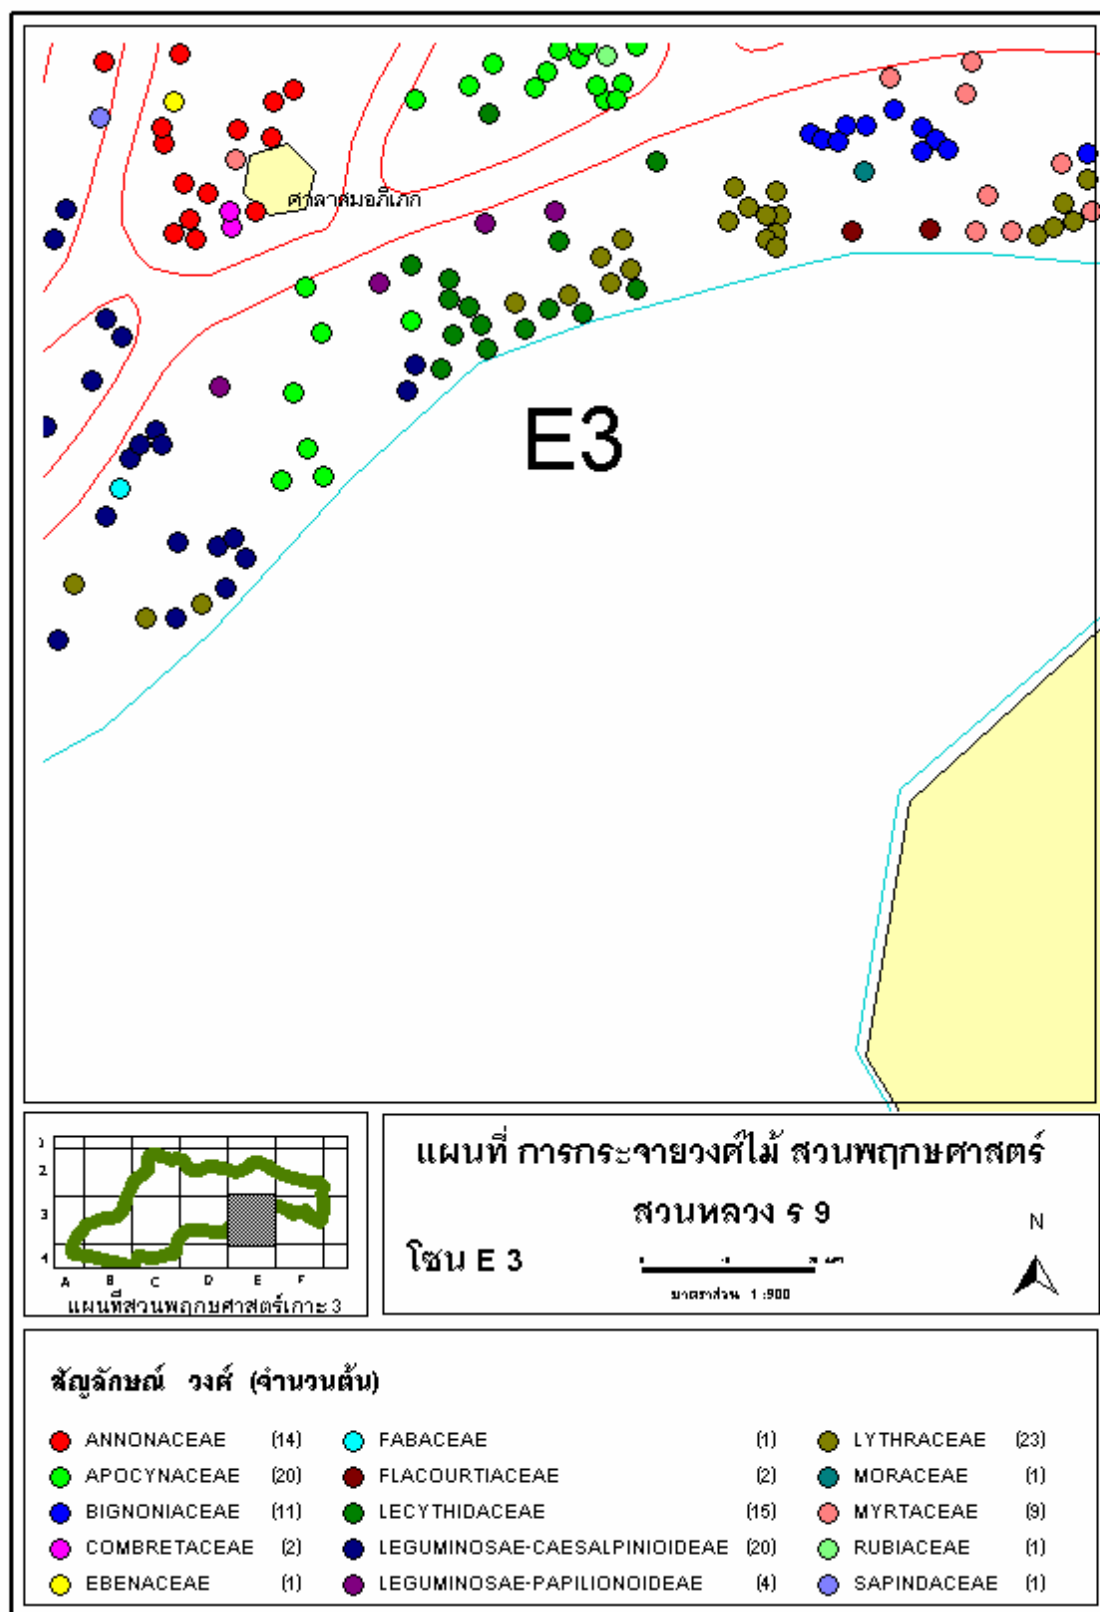 ศาลาสมอภิเภก
E3
1
2
3
4
A B C D E F
แผนที่สวนพฤกษศาสตร์เกาะ 3
แผนที่ การกระจายวงศ์ไม้ สวนพฤกษศาสตร์
สวนหลวง ร 9
โซน E 3
มาตราส่วน 1 :900
N
สัญลักษณ์ วงศ์ (จำนวนต้น)
ANNONACEAE (14) FABACEAE (1) LYTHRACEAE (23)
APOCYNACEAE (20) FLACOURTIACEAE (2) MORACEAE (1)
BIGNONIACEAE (11) LECYTHIDACEAE (15) MYRTACEAE (9)
COMBRETACEAE (2) LEGUMINOSAE-CAESALPINIOIDEAE (20) RUBIACEAE (1)
EBENACEAE (1) LEGUMINOSAE-PAPILIONOIDEAE (4) SAPINDACEAE (1)